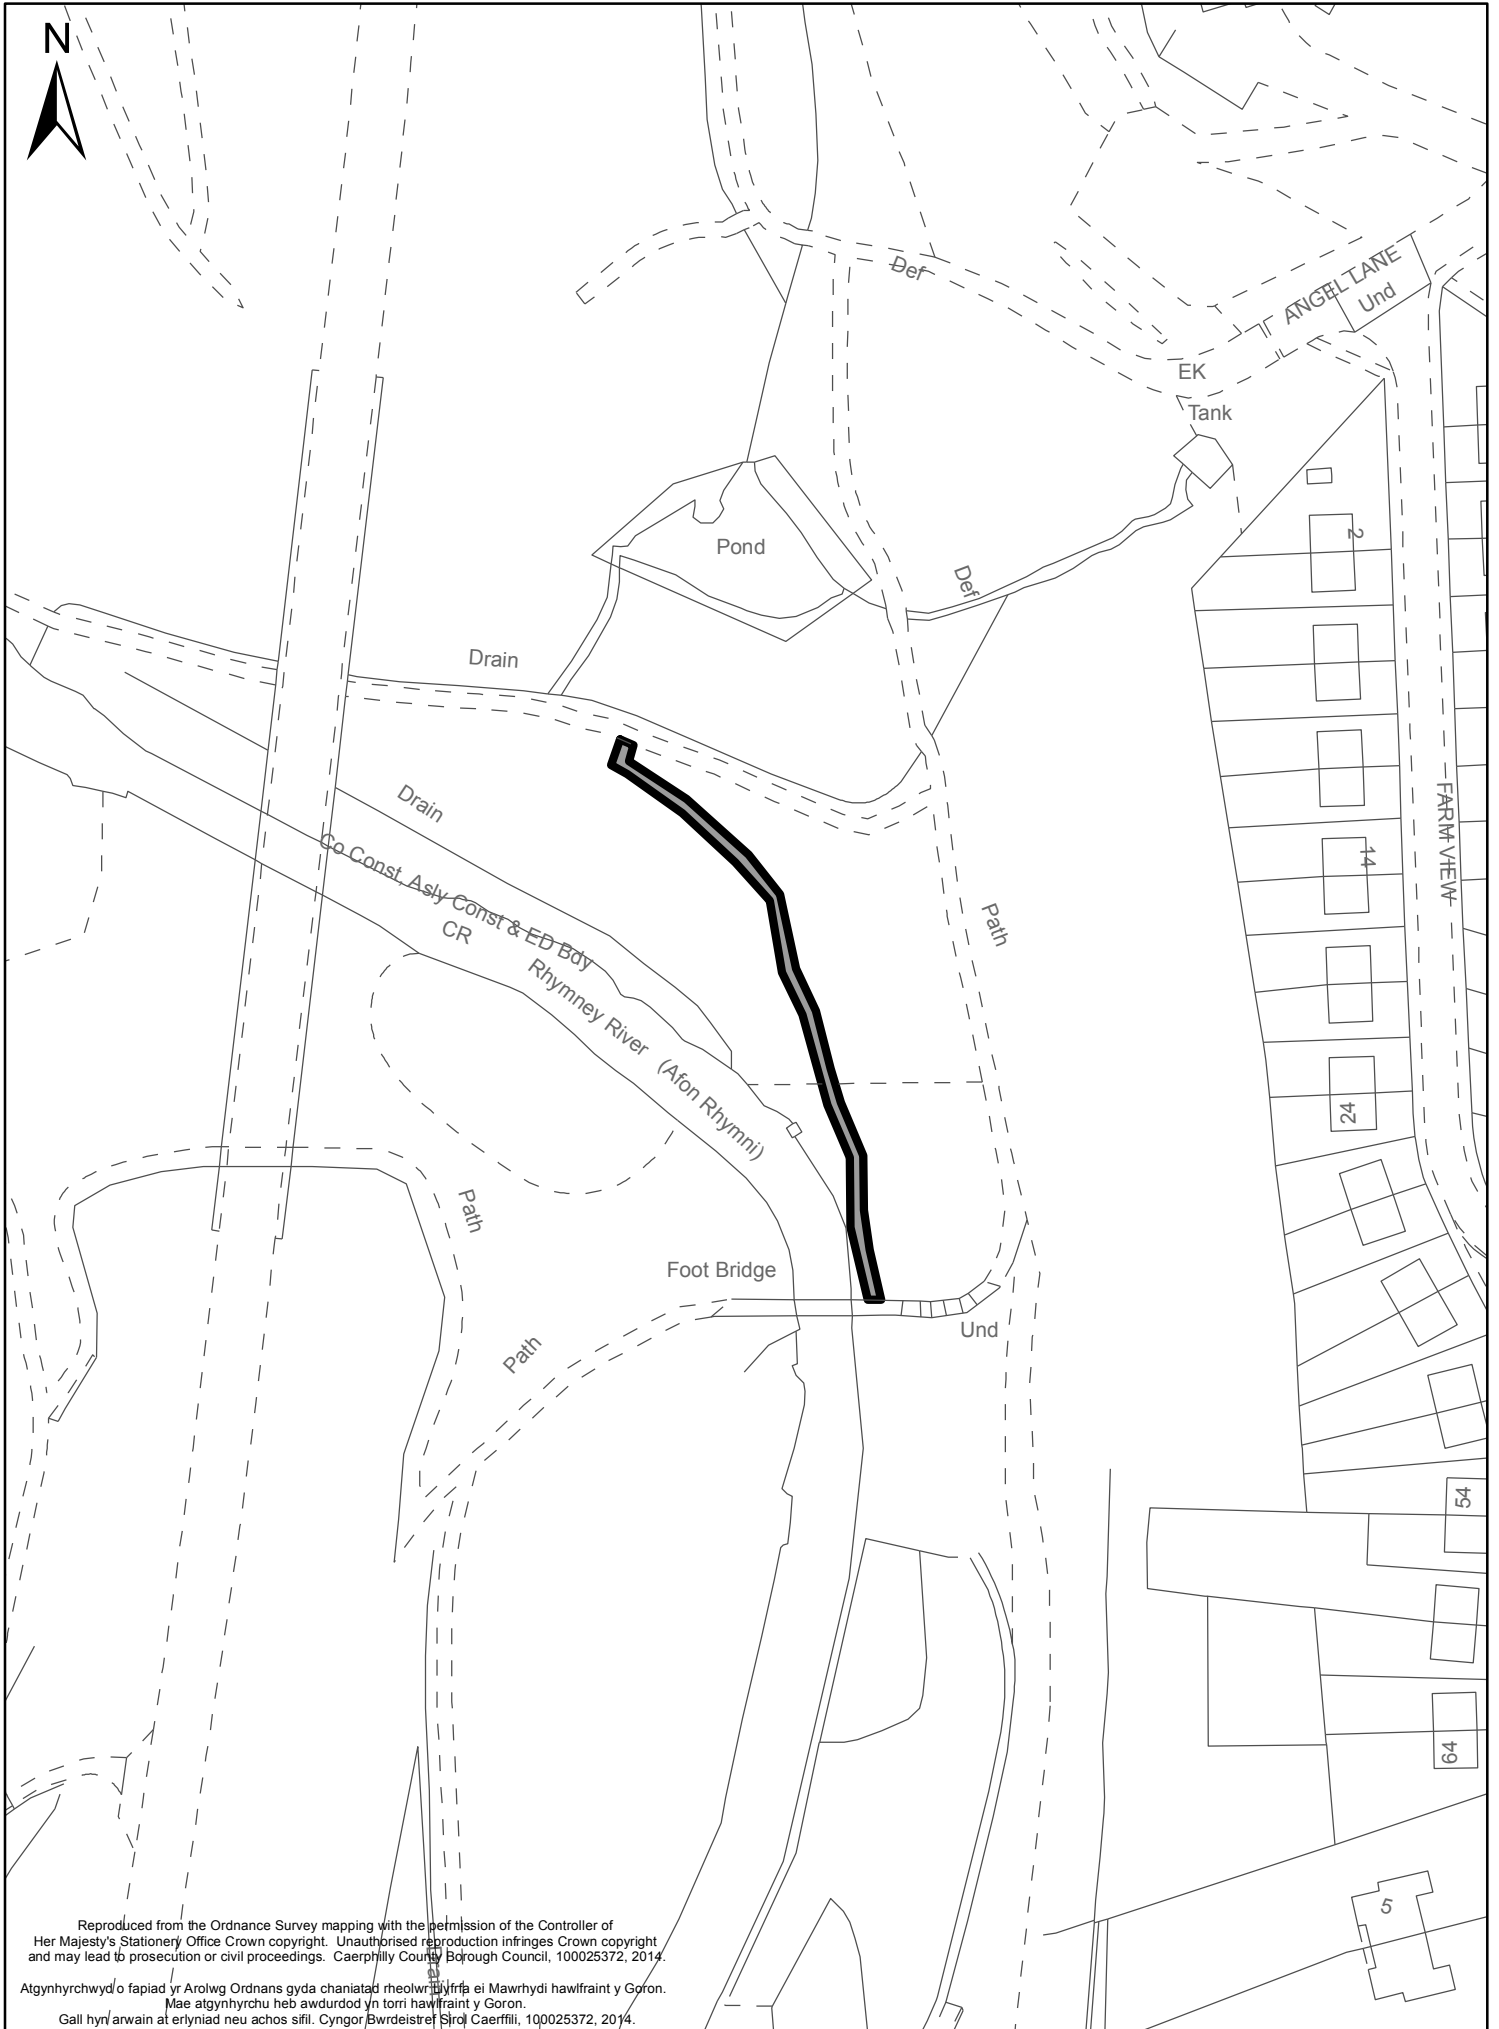 N
Def
ANGEL LANE
Und
EK
Tank
2
Pond
Def
Drain
Drain
FARM VIEW
14
Co Const, Asly Const & ED Bdy
CR
Path
Rhymney River (Afon Rhymni)
24
Path
Foot Bridge
Und
Path
54
64
5
Drain
Reproduced from the Ordnance Survey mapping with the permission of the Controller of
Her Majesty's Stationery Office Crown copyright. Unauthorised reproduction infringes Crown copyright
and may lead to prosecution or civil proceedings. Caerphilly County Borough Council, 100025372, 2014.
Atgynhyrchwyd o fapiad yr Arolwg Ordnans gyda chaniatad rheolwr Llyfrfa ei Mawrhydi hawlfraint y Goron.
Mae atgynhyrchu heb awdurdod yn torri hawlfraint y Goron.
Gall hyn arwain at erlyniad neu achos sifil. Cyngor Bwrdeistref Sirol Caerffili, 100025372, 2014.